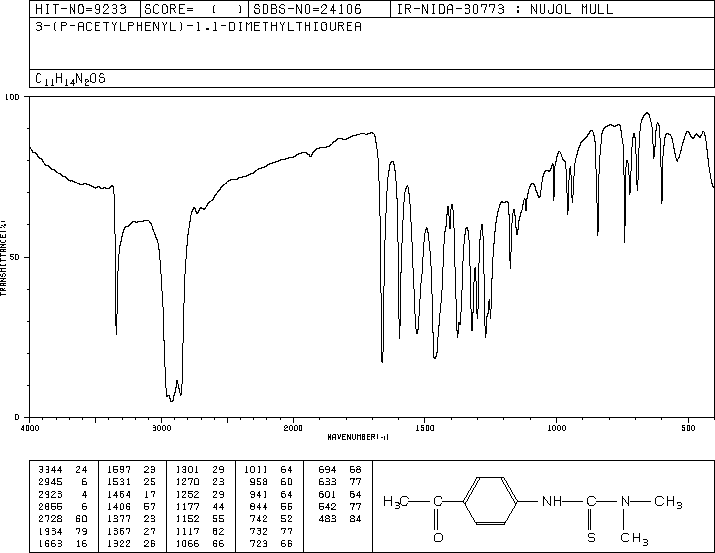 HIT-NO=9233 SCORE= ( ) SDBS-NO=24106 IR-NIDA-30773 : NUJOL MULL
3-(P-ACETYLPHENYL)-1,1-DIMETHYLTHIOUREA
C11H14N2OS
100
50
0
TRANSMITTANCE(%)
4000 3000 2000 1500 1000 500
WAVENUMBER(-1)
3344 24 1597 23 1301 29 1011 64 694 68
2945 6 1531 25 1270 23 958 60 633 77
2923 4 1464 17 1252 29 941 64 601 64
2855 6 1406 57 1177 44 844 55 542 77
2728 60 1377 23 1152 55 742 52 483 84
1934 79 1367 27 1117 62 732 77
1663 16 1322 26 1066 66 723 66
H3C C NH C N CH3
O S CH3